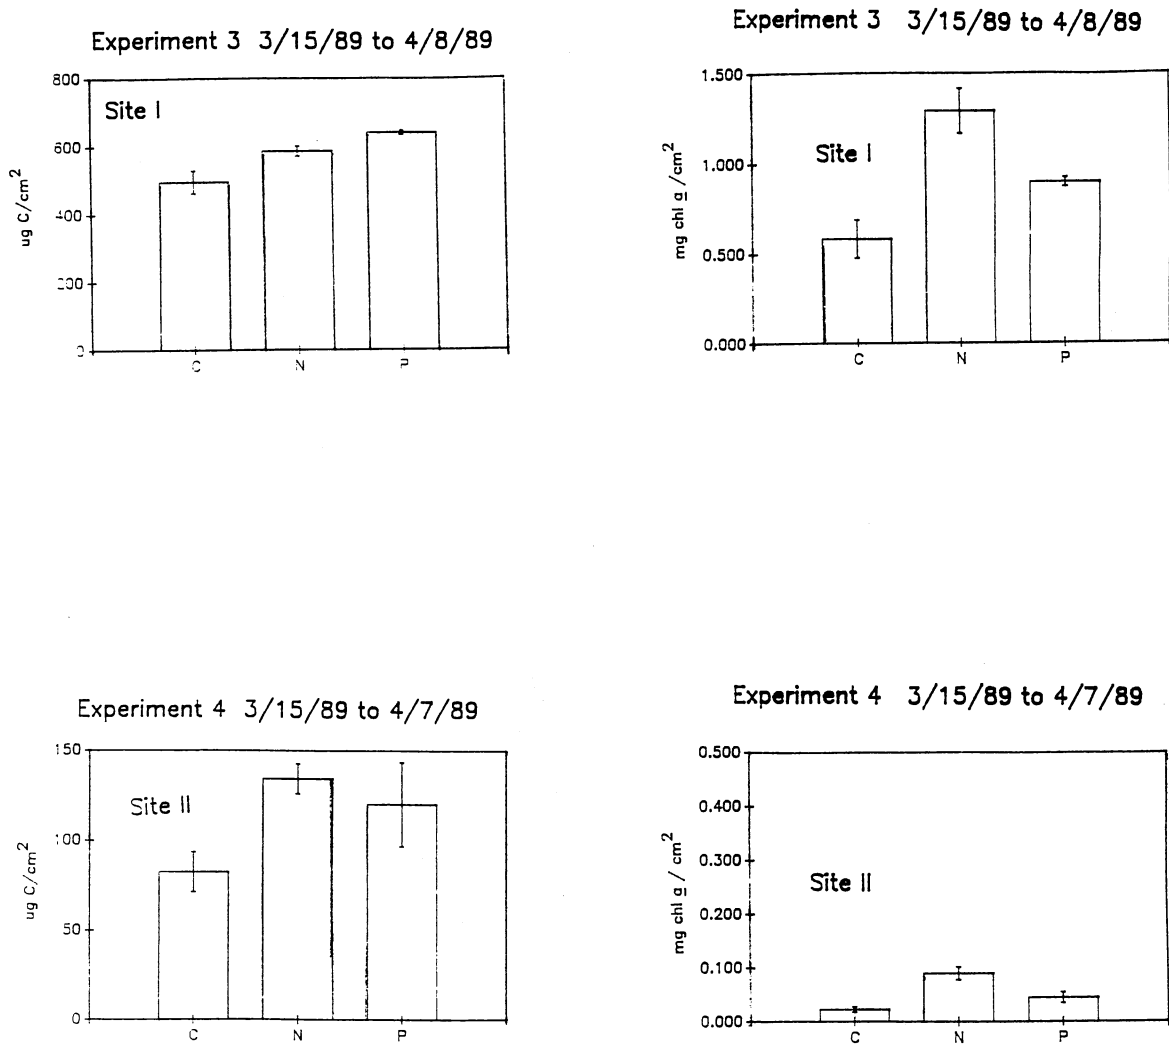 Experiment 3 3/15/89 to 4/8/89
800
600
400
200
0
ug C/cm²
Site I
C N P
Experiment 3 3/15/89 to 4/8/89
1.500
1.000
0.500
0.000
mg chl a /cm²
Site I
C N P
Experiment 4 3/15/89 to 4/7/89
150
100
50
0
ug C/cm²
Site II
C N P
Experiment 4 3/15/89 to 4/7/89
0.500
0.400
0.300
0.200
0.100
0.000
mg chl a / cm²
Site II
C N P